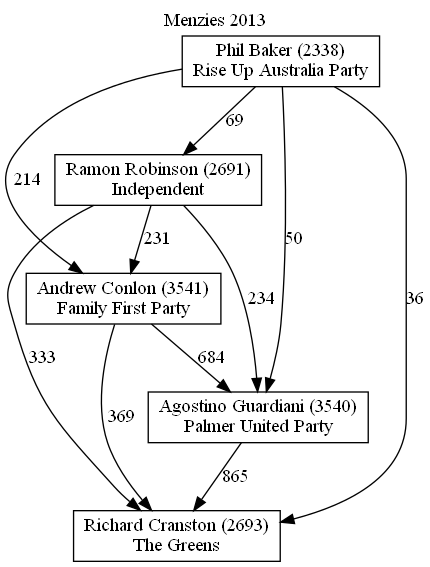 Menzies 2013
Phil Baker (2338)
Rise Up Australia Party
69
Ramon Robinson (2691)
Independent
214
231
50
36
Andrew Conlon (3541)
Family First Party
234
333
684
369
Agostino Guardiani (3540)
Palmer United Party
865
Richard Cranston (2693)
The Greens